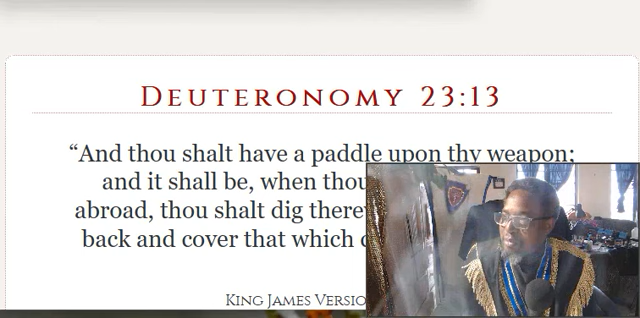 DEUTERONOMY 23:13
“And thou shalt have a paddle upon thy weapon;
and it shall be, when thou
abroad, thou shalt dig there
back and cover that which
KING JAMES VERSIO